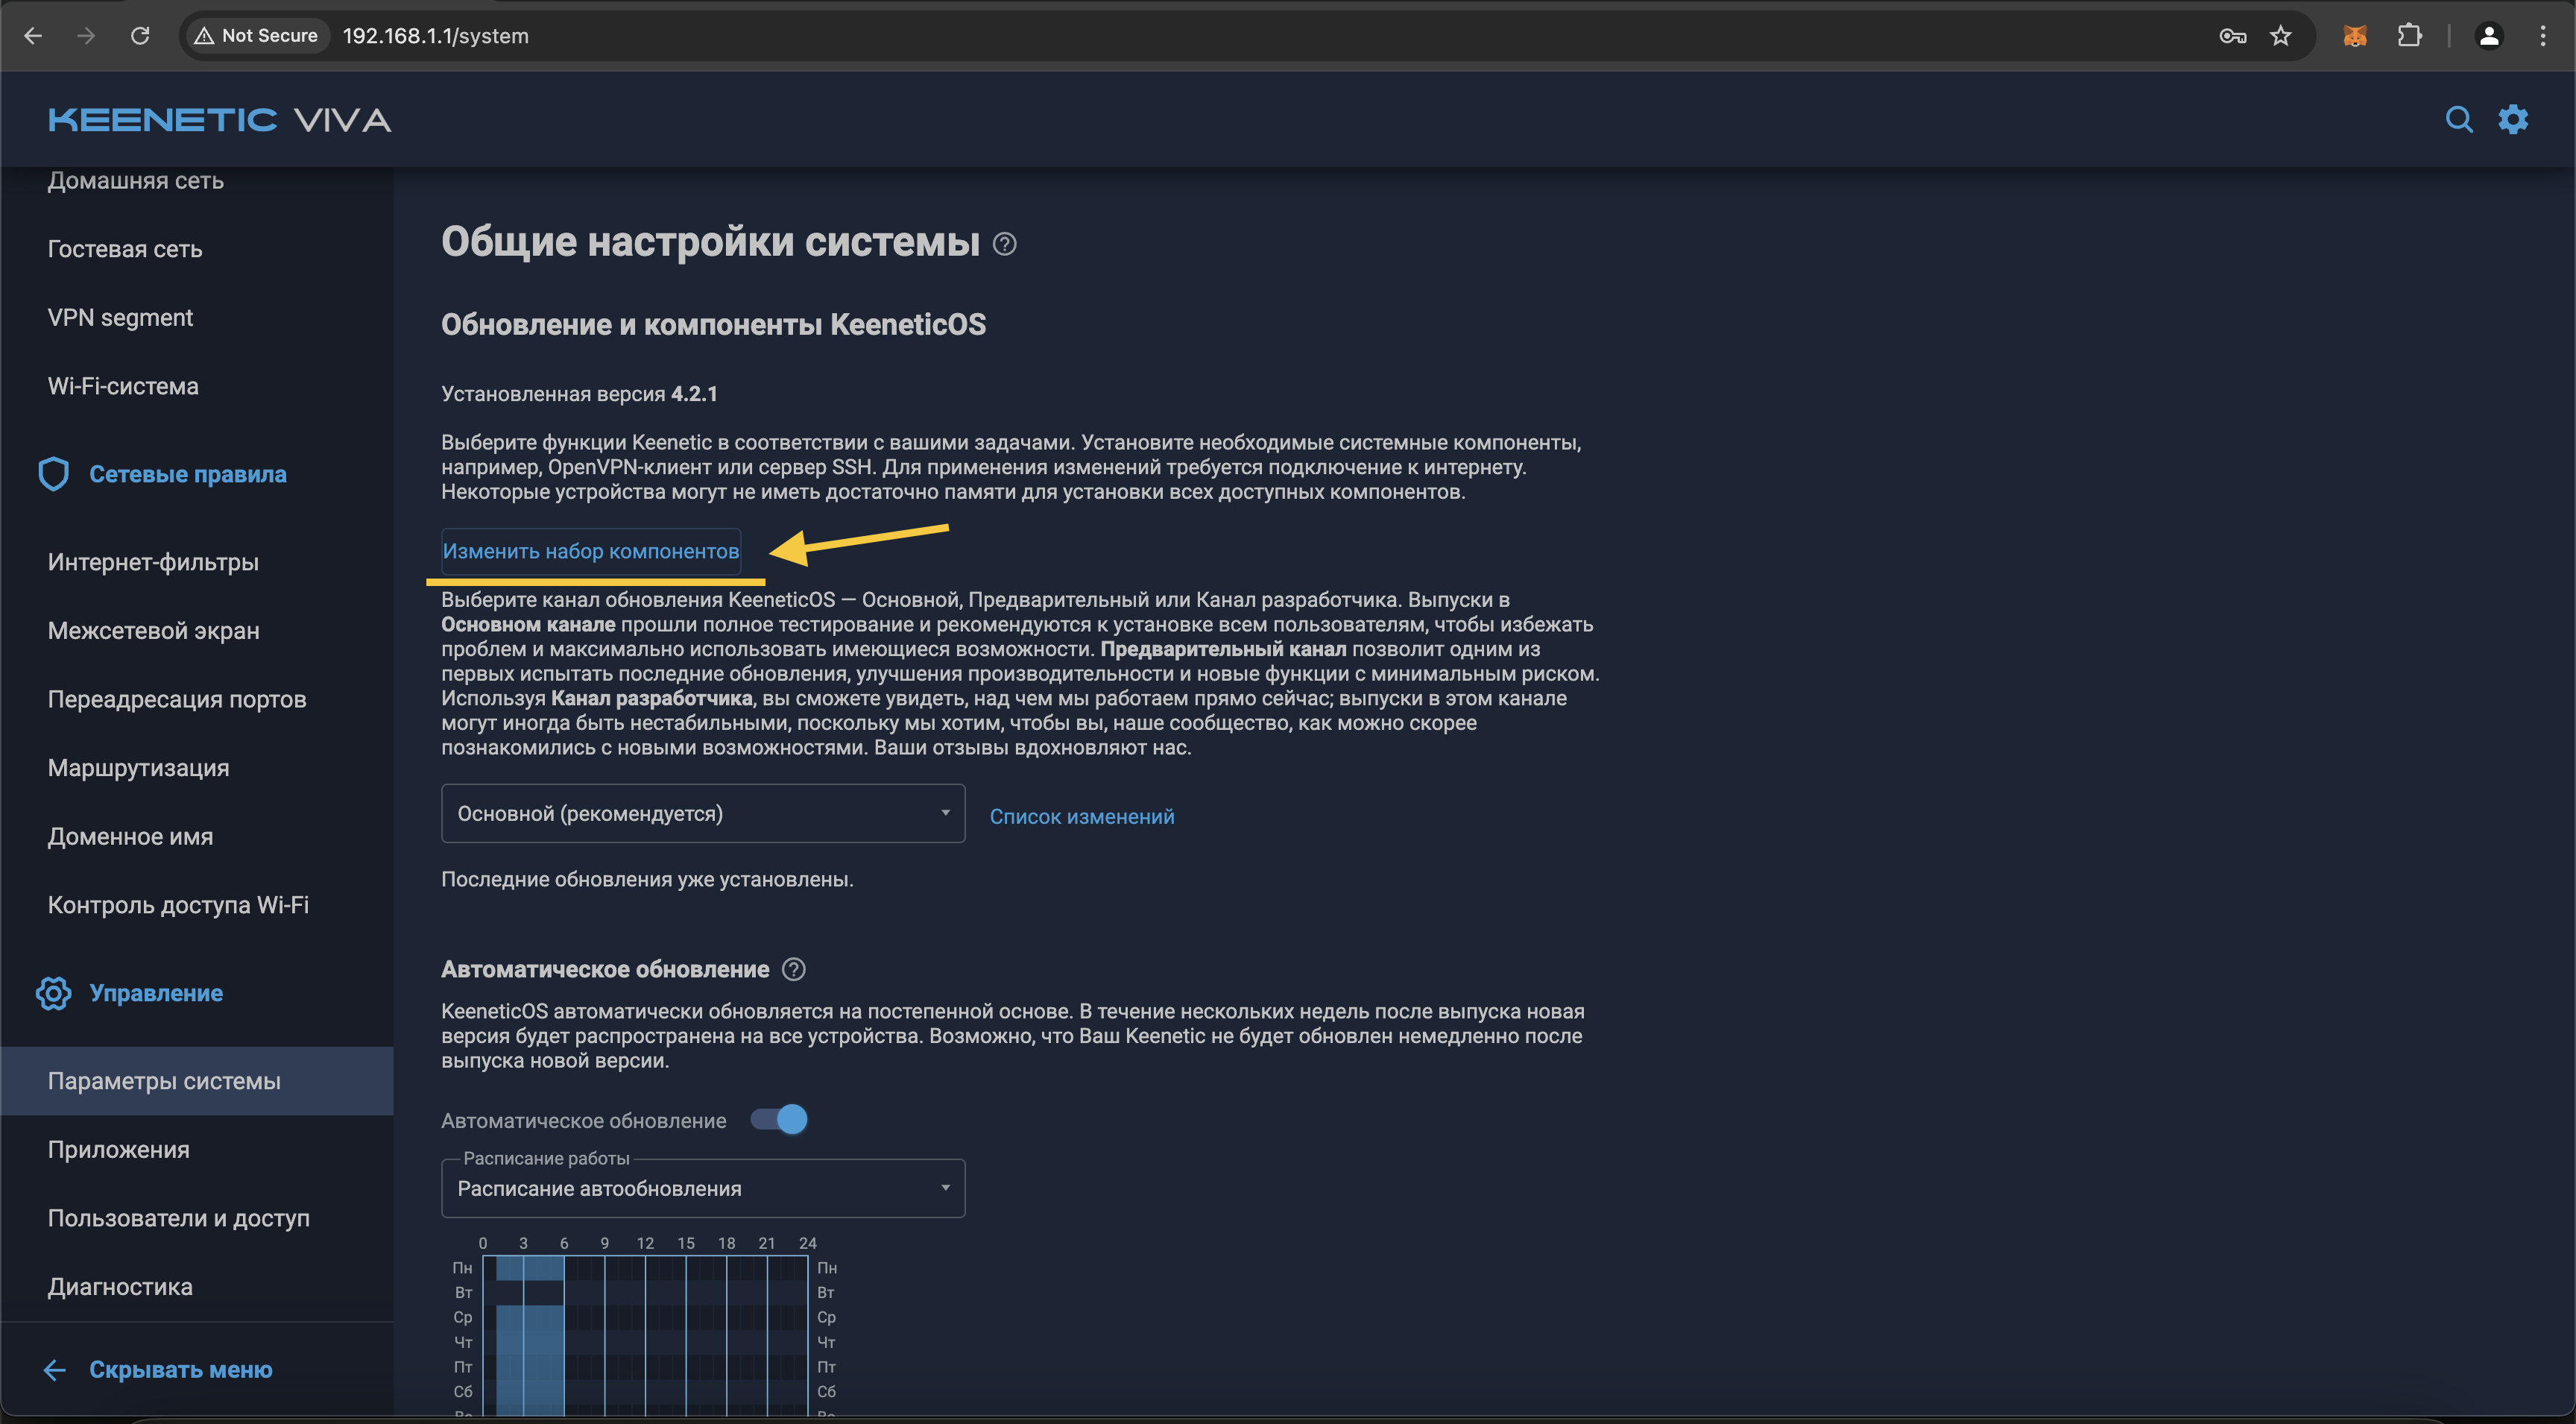 Not Secure
192.168.1.1/system
KEENETIC VIVA
Домашняя сеть
Гостевая сеть
VPN segment
Wi-Fi-система
Сетевые правила
Интернет-фильтры
Межсетевой экран
Переадресация портов
Маршрутизация
Доменное имя
Контроль доступа Wi-Fi
Управление
Параметры системы
Приложения
Пользователи и доступ
Диагностика
Скрывать меню
Общие настройки системы
Обновление и компоненты KeeneticOS
Установленная версия 4.2.1
Выберите функции Keenetic в соответствии с вашими задачами. Установите необходимые системные компоненты,
например, OpenVPN-клиент или сервер SSH. Для применения изменений требуется подключение к интернету.
Некоторые устройства могут не иметь достаточно памяти для установки всех доступных компонентов.
Изменить набор компонентов
Выберите канал обновления KeeneticOS — Основной, Предварительный или Канал разработчика. Выпуски в
Основном канале прошли полное тестирование и рекомендуются к установке всем пользователям, чтобы избежать
проблем и максимально использовать имеющиеся возможности. Предварительный канал позволит одним из
первых испытать последние обновления, улучшения производительности и новые функции с минимальным риском.
Используя Канал разработчика, вы сможете увидеть, над чем мы работаем прямо сейчас; выпуски в этом канале
могут иногда быть нестабильными, поскольку мы хотим, чтобы вы, наше сообщество, как можно скорее
познакомились с новыми возможностями. Ваши отзывы вдохновляют нас.
Основной (рекомендуется)
Список изменений
Последние обновления уже установлены.
Автоматическое обновление
KeeneticOS автоматически обновляется на постепенной основе. В течение нескольких недель после выпуска новая
версия будет распространена на все устройства. Возможно, что Ваш Keenetic не будет обновлен немедленно после
выпуска новой версии.
Автоматическое обновление
Расписание работы
Расписание автообновления
0 3 6 9 12 15 18 21 24
Пн Пн
Вт Вт
Ср Ср
Чт Чт
Пт Пт
Сб Сб